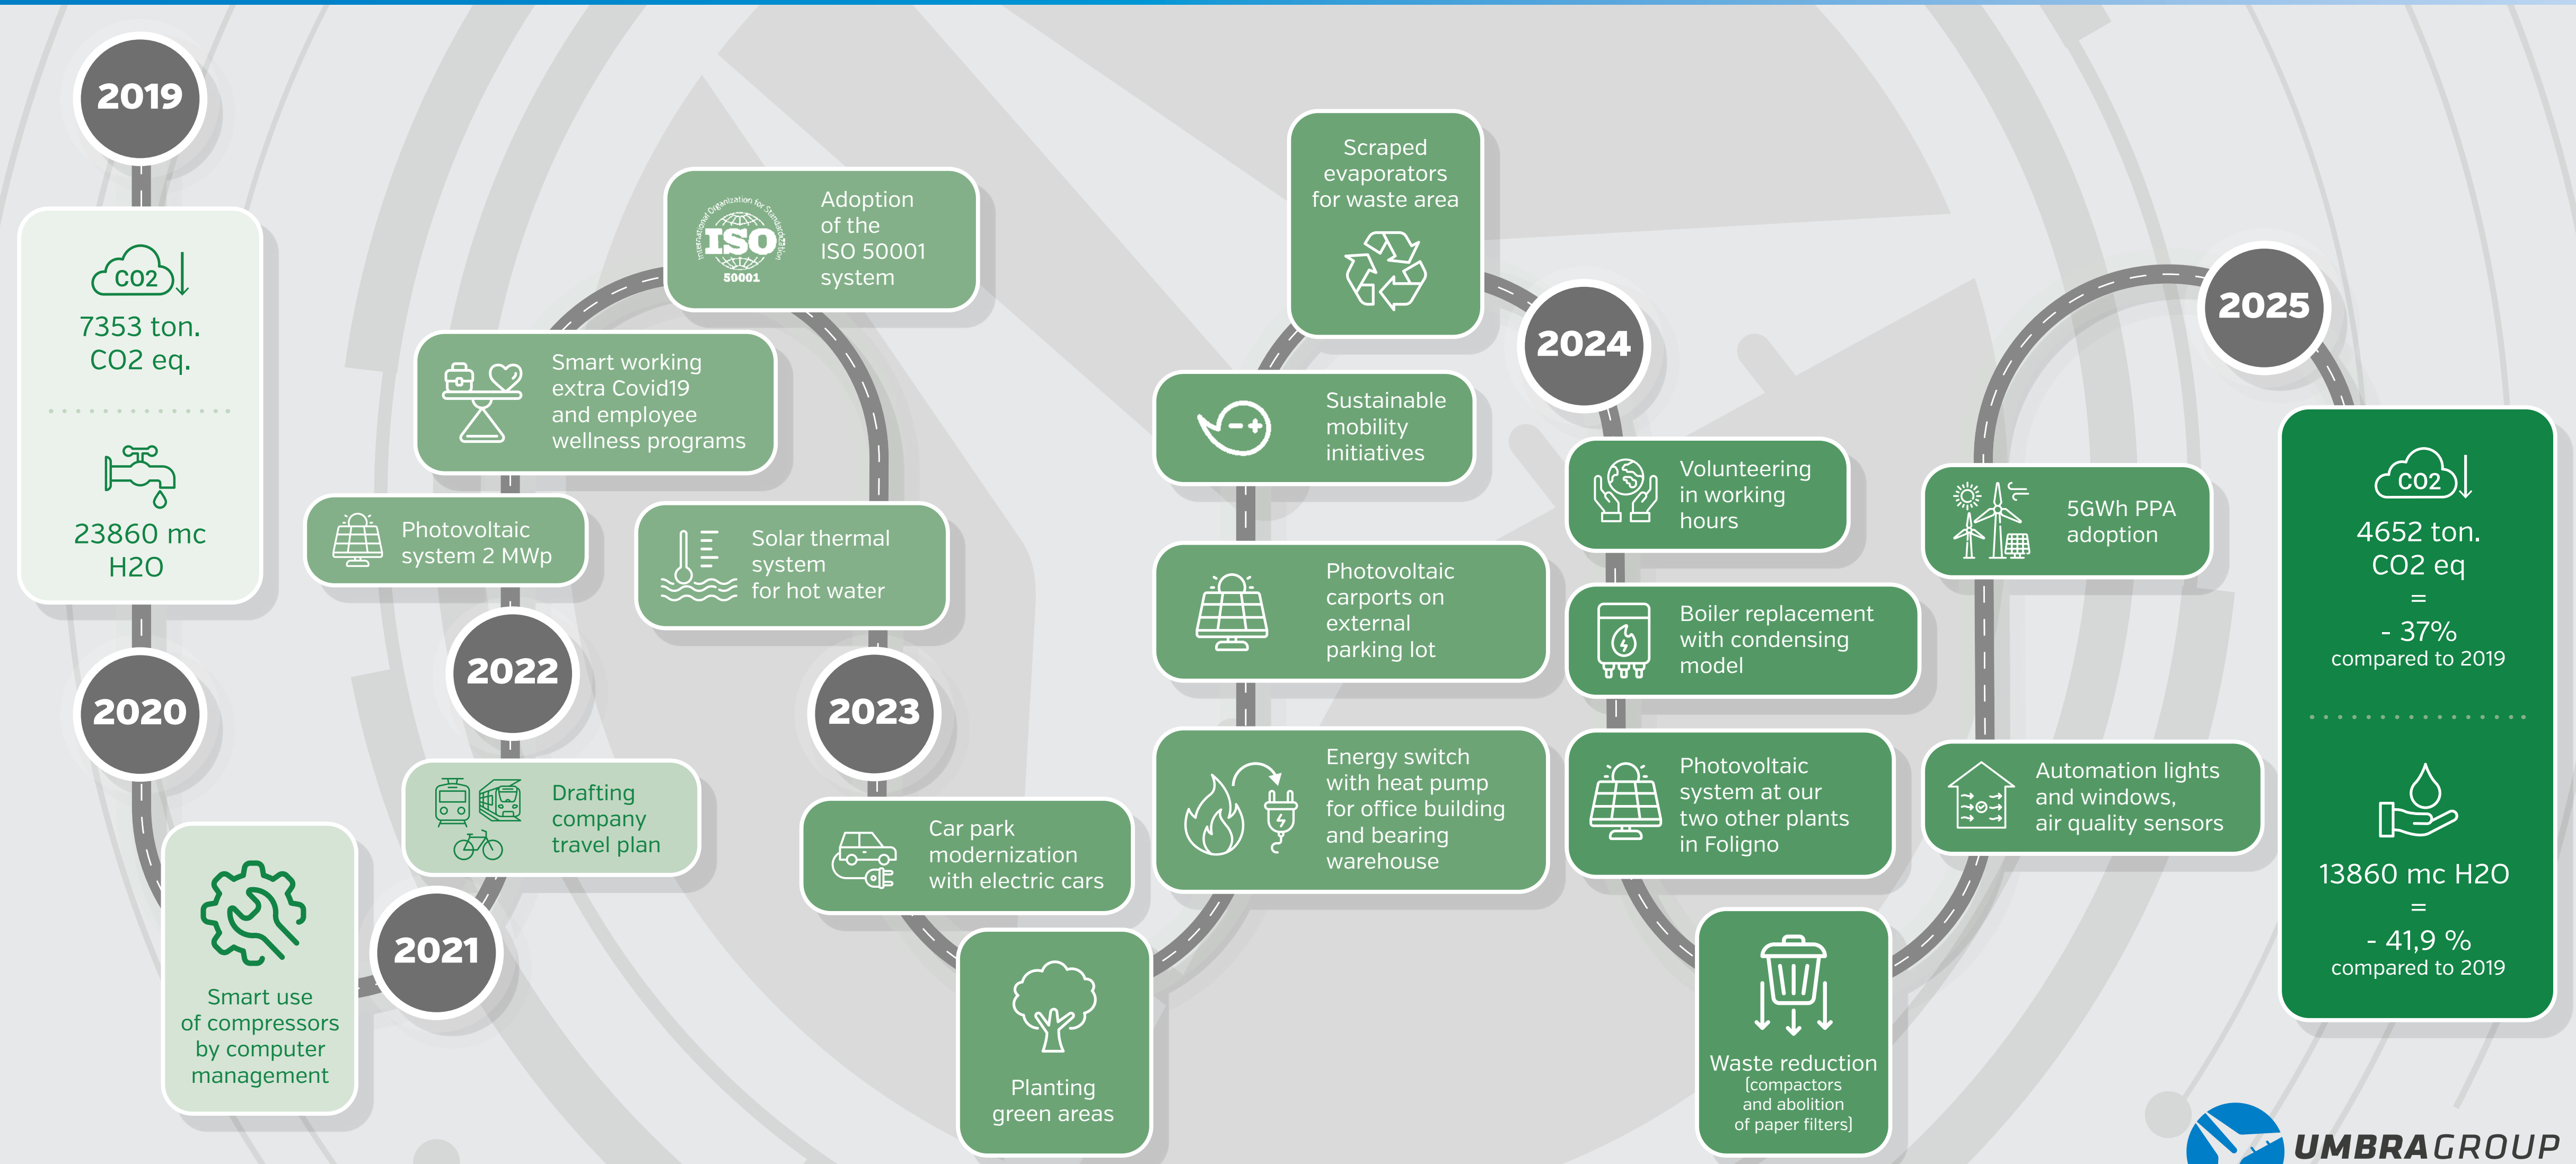 2019
CO2
7353 ton.
CO2 eq.
23860 mc
H2O
2020
Smart use
of compressors
by computer
management
2021
Drafting
company
travel plan
2022
Photovoltaic
system 2 MWp
Smart working
extra Covid19
and employee
wellness programs
International Organization for Standardization
ISO
50001
Adoption
of the
ISO 50001
system
Solar thermal
system
for hot water
2023
Car park
modernization
with electric cars
Planting
green areas
Energy switch
with heat pump
for office building
and bearing
warehouse
Photovoltaic
carports on
external
parking lot
Sustainable
mobility
initiatives
Scraped
evaporators
for waste area
2024
Volunteering
in working
hours
Boiler replacement
with condensing
model
Photovoltaic
system at our
two other plants
in Foligno
Waste reduction
(compactors
and abolition
of paper filters)
Automation lights
and windows,
air quality sensors
5GWh PPA
adoption
2025
CO2
4652 ton.
CO2 eq
=
- 37%
compared to 2019
13860 mc H2O
=
- 41,9 %
compared to 2019
UMBRAGROUP